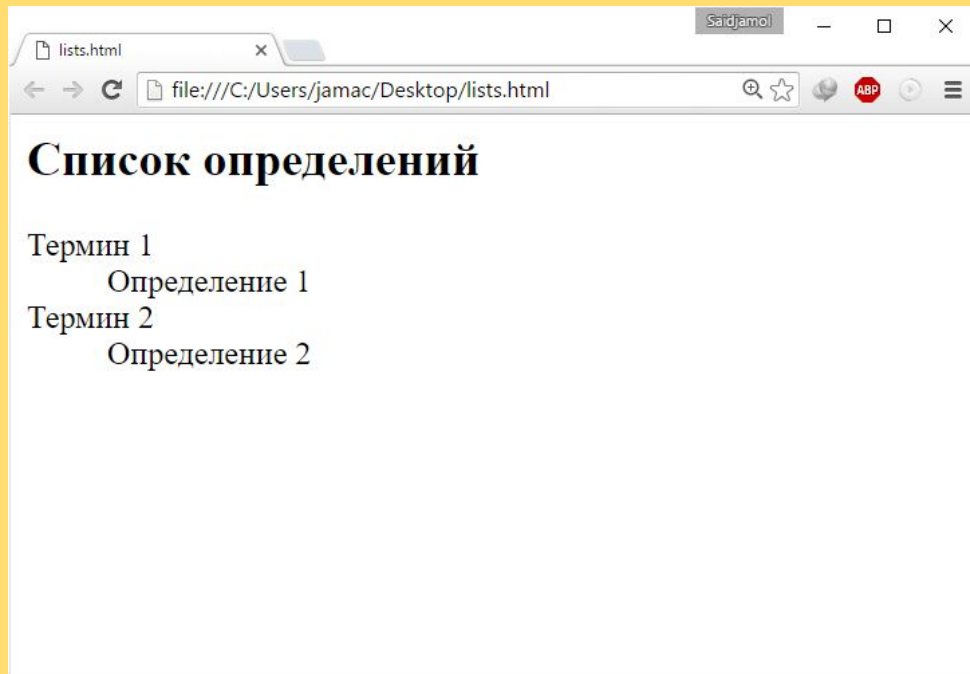 Saidjamol
lists.html
file:///C:/Users/jamac/Desktop/lists.html
ABP
Список определений
Термин 1
Определение 1
Термин 2
Определение 2